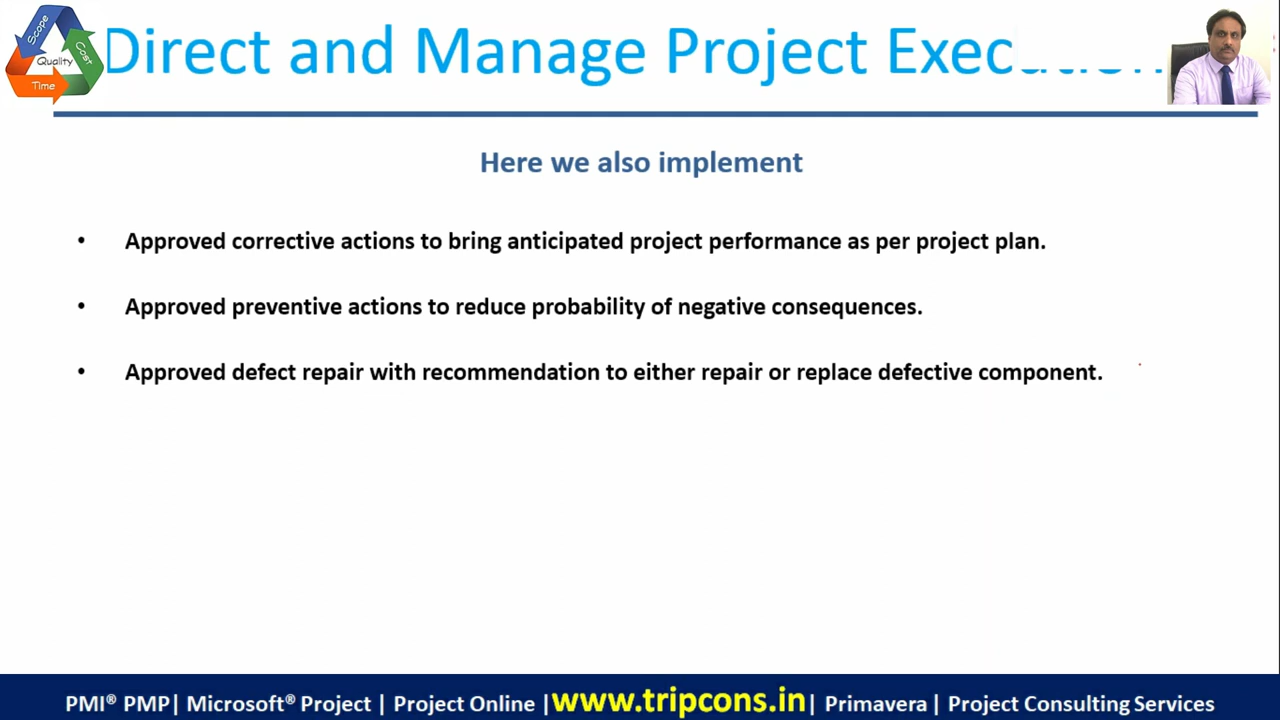 Scope
Cost
Quality
Time
Direct and Manage Project Execution
Here we also implement
• Approved corrective actions to bring anticipated project performance as per project plan.
• Approved preventive actions to reduce probability of negative consequences.
• Approved defect repair with recommendation to either repair or replace defective component.
PMI® PMP| Microsoft® Project | Project Online |www.tripcons.in| Primavera | Project Consulting Services